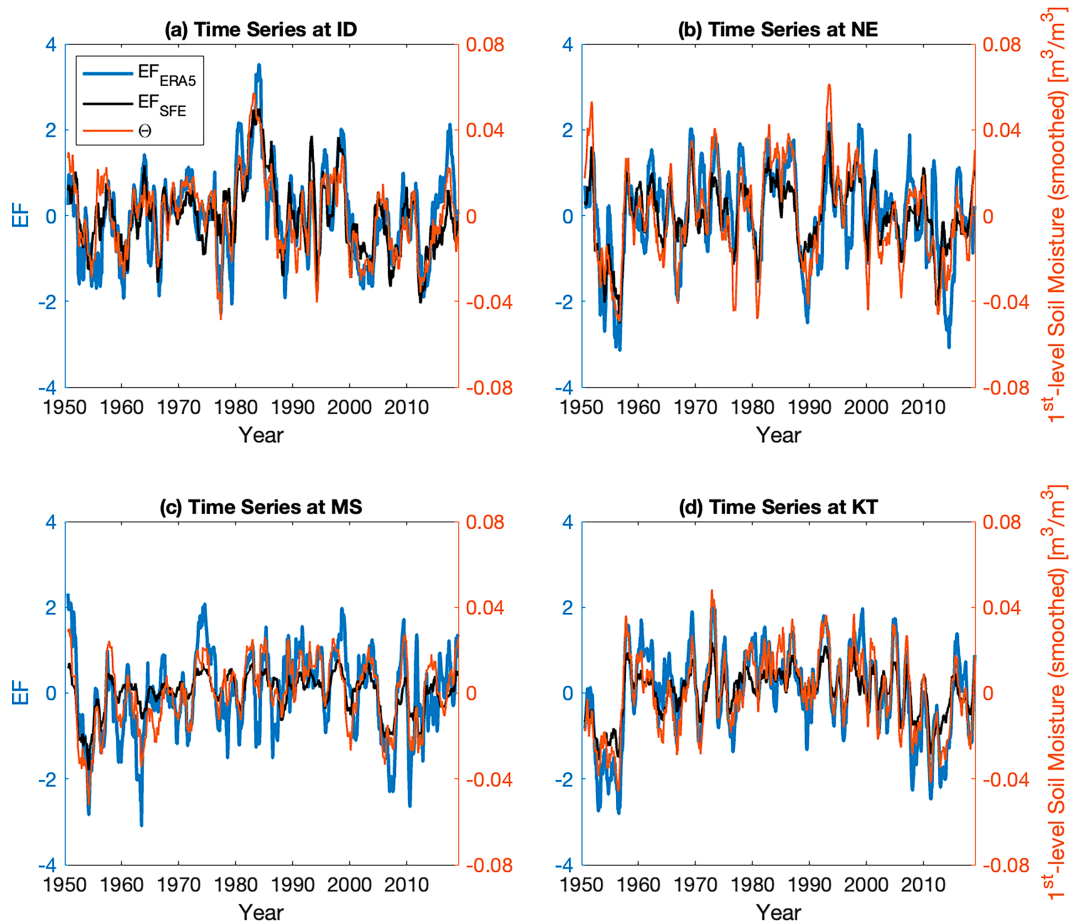 (a) Time Series at ID
4
2
0
-2
-4
EF
0.08
0.04
0
-0.04
-0.08
EF_ERA5
EF_SFE
Θ
1950 1960 1970 1980 1990 2000 2010
Year
(b) Time Series at NE
4
2
0
-2
-4
0.08
0.04
0
-0.04
-0.08
1st-level Soil Moisture (smoothed) [m³/m³]
1950 1960 1970 1980 1990 2000 2010
Year
(c) Time Series at MS
4
2
0
-2
-4
EF
0.08
0.04
0
-0.04
-0.08
1950 1960 1970 1980 1990 2000 2010
Year
(d) Time Series at KT
4
2
0
-2
-4
0.08
0.04
0
-0.04
-0.08
1st-level Soil Moisture (smoothed) [m³/m³]
1950 1960 1970 1980 1990 2000 2010
Year